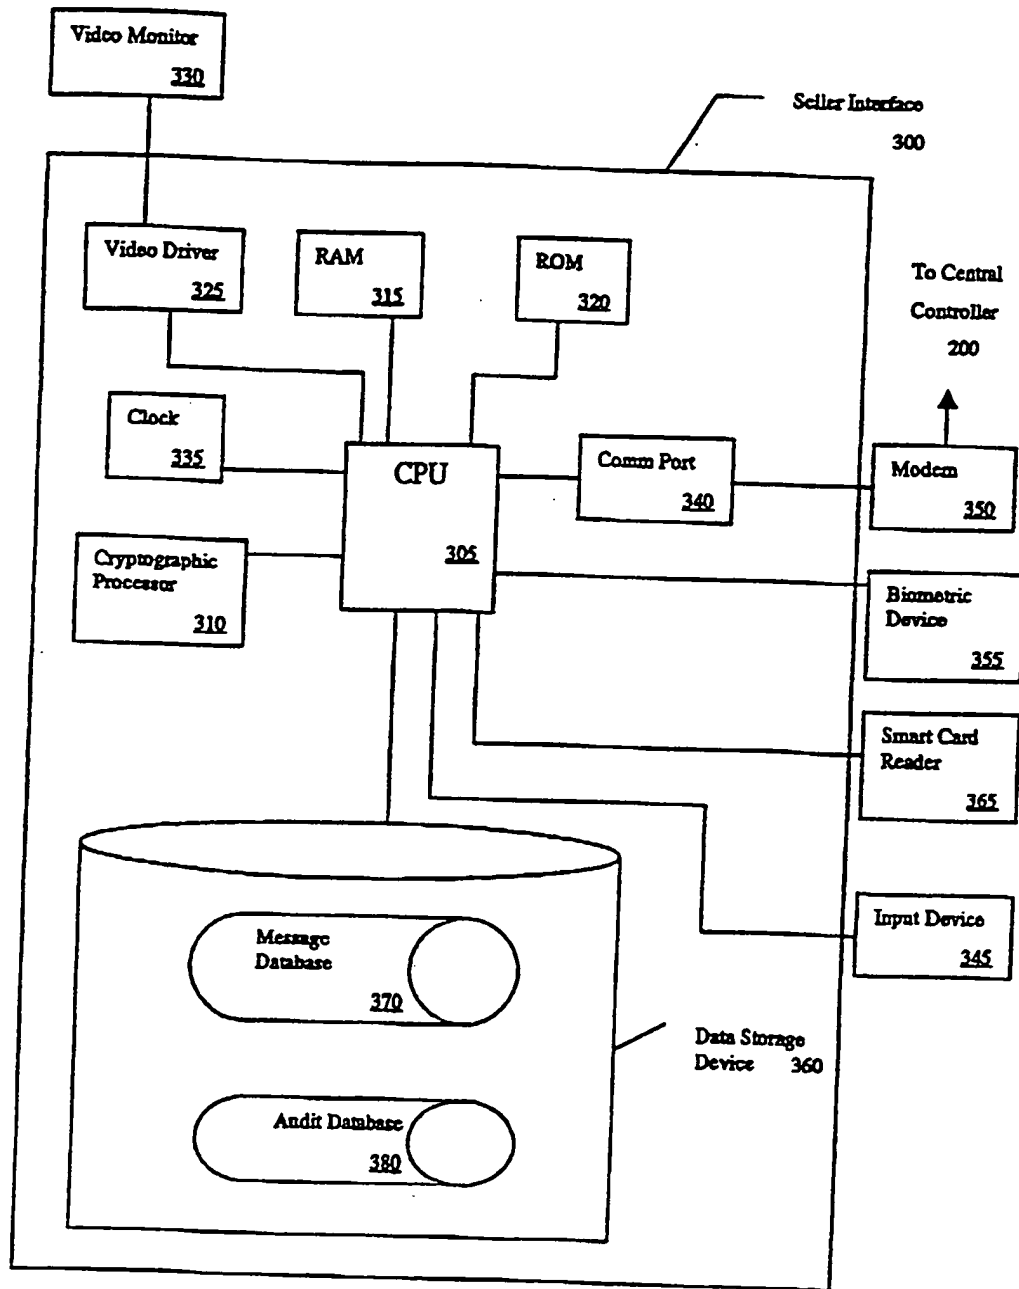 Video Monitor
330
Seller Interface
300
Video Driver
325
RAM
315
ROM
320
To Central
Controller
200
Clock
335
CPU
305
Comm Port
340
Modem
350
Cryptographic
Processor
310
Biometric
Device
355
Smart Card
Reader
365
Message
Database
370
Input Device
345
Data Storage
Device 360
Audit Database
380